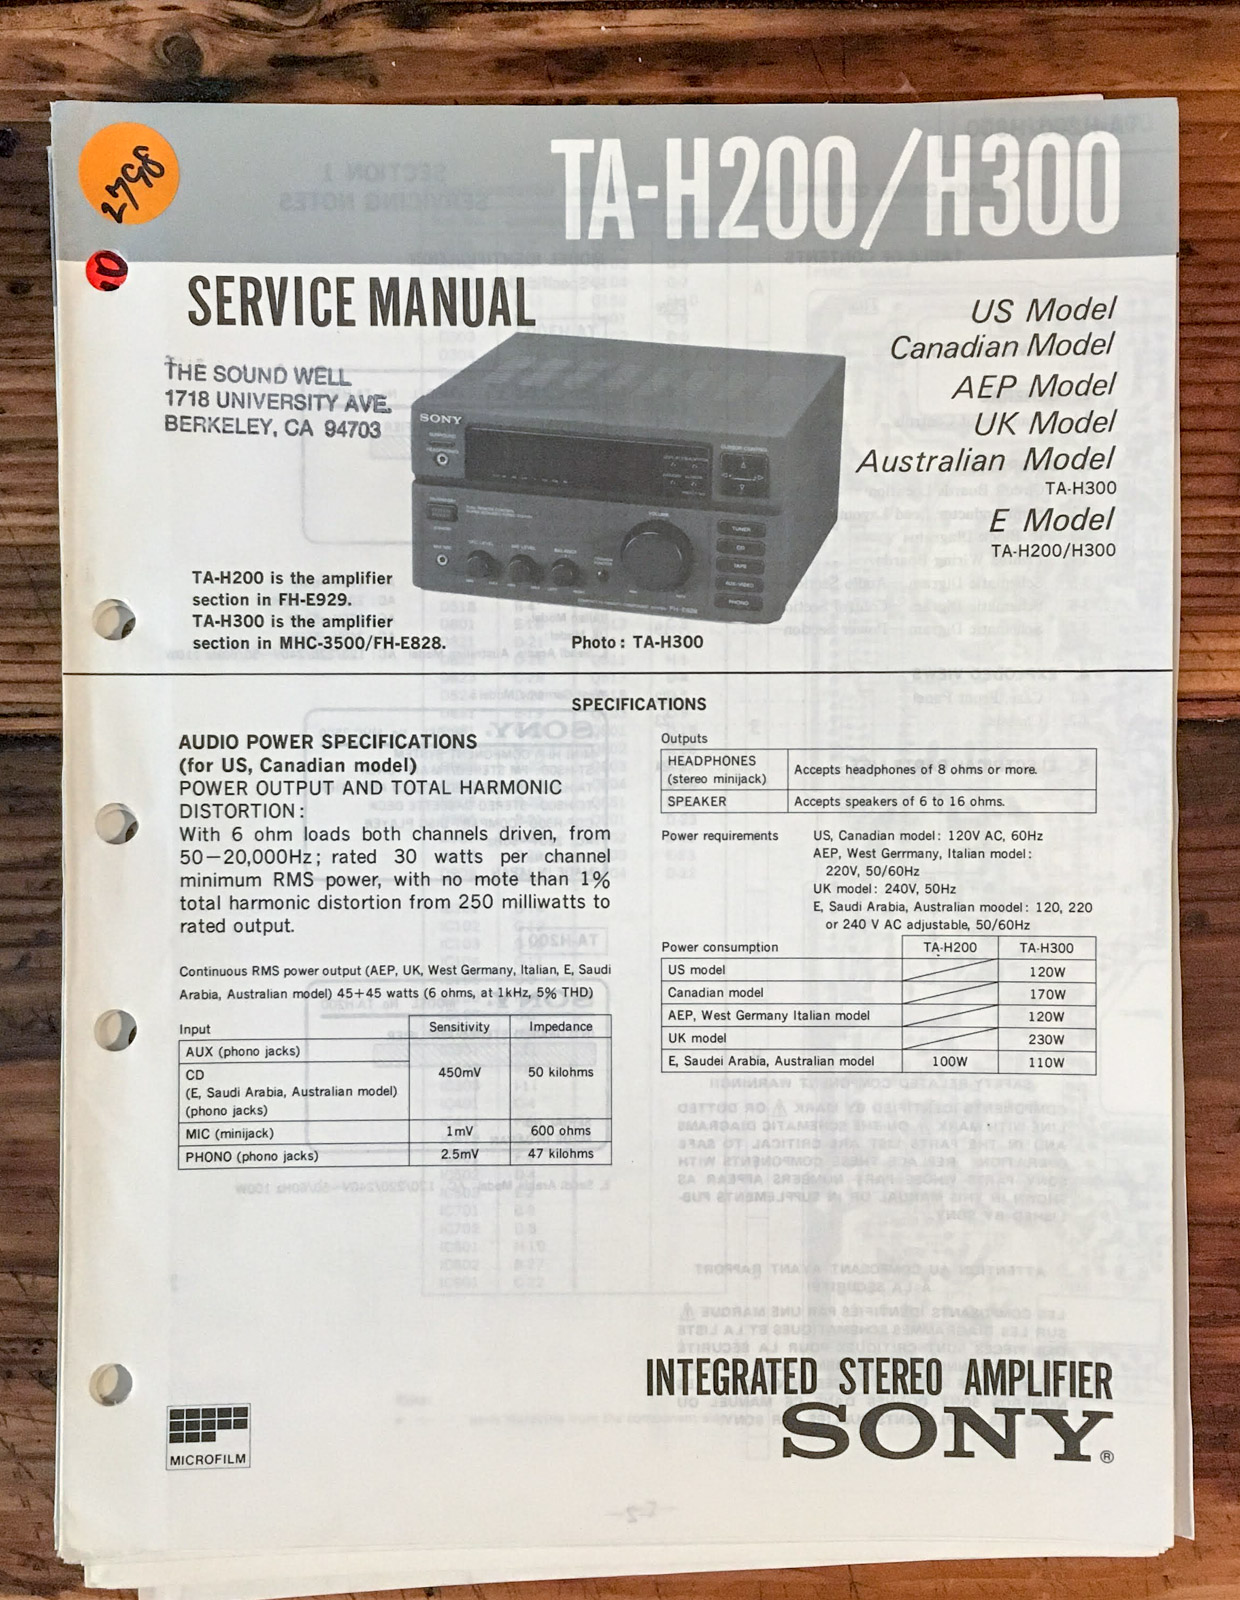 2798
TA-H200/H300
SERVICE MANUAL
US Model
Canadian Model
AEP Model
UK Model
Australian Model
TA-H300
E Model
TA-H200/H300
THE SOUND WELL
1718 UNIVERSITY AVE.
BERKELEY, CA 94703
SONY
VOLUME
TUNER
CD
TAPE
AUX/VIDEO
PHONO
MIC LEVEL
BALANCE
TA-H200 is the amplifier
section in FH-E929.
TA-H300 is the amplifier
section in MHC-3500/FH-E828.
Photo : TA-H300
SPECIFICATIONS
AUDIO POWER SPECIFICATIONS
(for US, Canadian model)
POWER OUTPUT AND TOTAL HARMONIC
DISTORTION :
With 6 ohm loads both channels driven, from
50–20,000Hz; rated 30 watts per channel
minimum RMS power, with no mote than 1%
total harmonic distortion from 250 milliwatts to
rated output.
Continuous RMS power output (AEP, UK, West Germany, Italian, E, Saudi
Arabia, Australian model) 45+45 watts (6 ohms, at 1kHz, 5% THD)
Input Sensitivity Impedance
AUX (phono jacks)
CD 450mV 50 kilohms
(E, Saudi Arabia, Australian model)
(phono jacks)
MIC (minijack) 1mV 600 ohms
PHONO (phono jacks) 2.5mV 47 kilohms
Outputs
HEADPHONES
(stereo minijack) Accepts headphones of 8 ohms or more.
SPEAKER Accepts speakers of 6 to 16 ohms.
Power requirements US, Canadian model : 120V AC, 60Hz
AEP, West Gerrmany, Italian model :
220V, 50/60Hz
UK model : 240V, 50Hz
E, Saudi Arabia, Australian moodel : 120, 220
or 240 V AC adjustable, 50/60Hz
Power consumption TA-H200 TA-H300
US model 120W
Canadian model 170W
AEP, West Germany Italian model 120W
UK model 230W
E, Saudei Arabia, Australian model 100W 110W
INTEGRATED STEREO AMPLIFIER
SONY®
MICROFILM